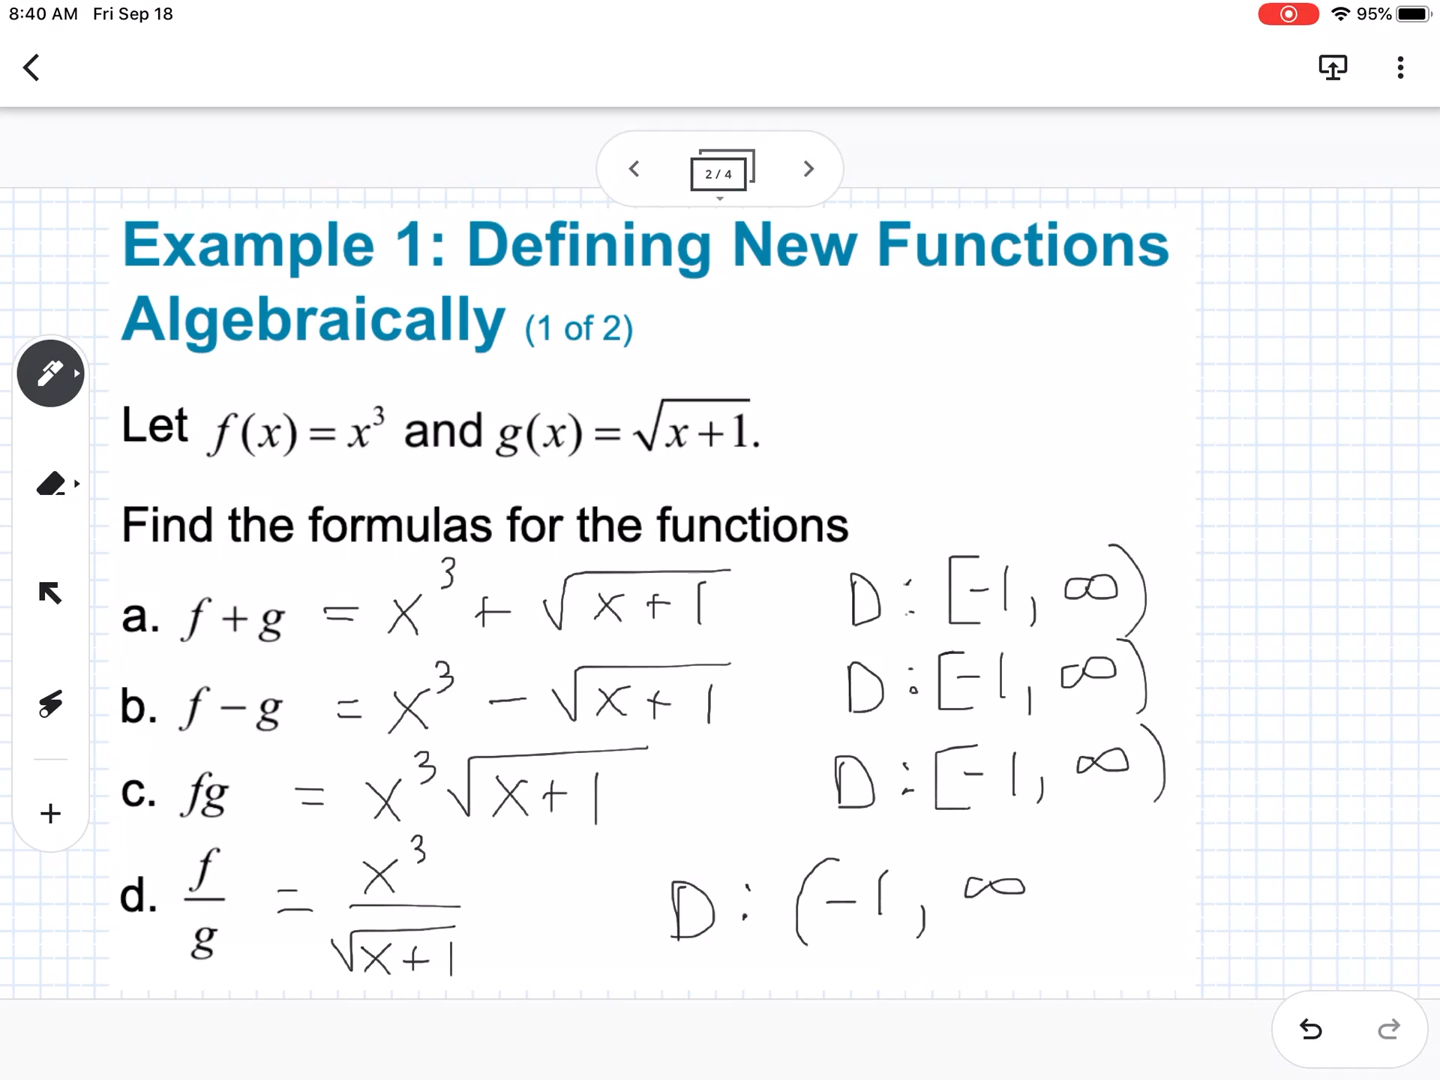 8:40 AM Fri Sep 18 95%
2 / 4
Example 1: Defining New Functions
Algebraically (1 of 2)
Let f(x) = x³ and g(x) = √(x+1).
Find the formulas for the functions
a. f + g = x³ + √(x+1) D : [-1, ∞)
b. f − g = x³ − √(x+1) D : [-1, ∞)
c. fg = x³√(x+1) D : [-1, ∞)
d. f/g = x³/√(x+1) D : (-1, ∞